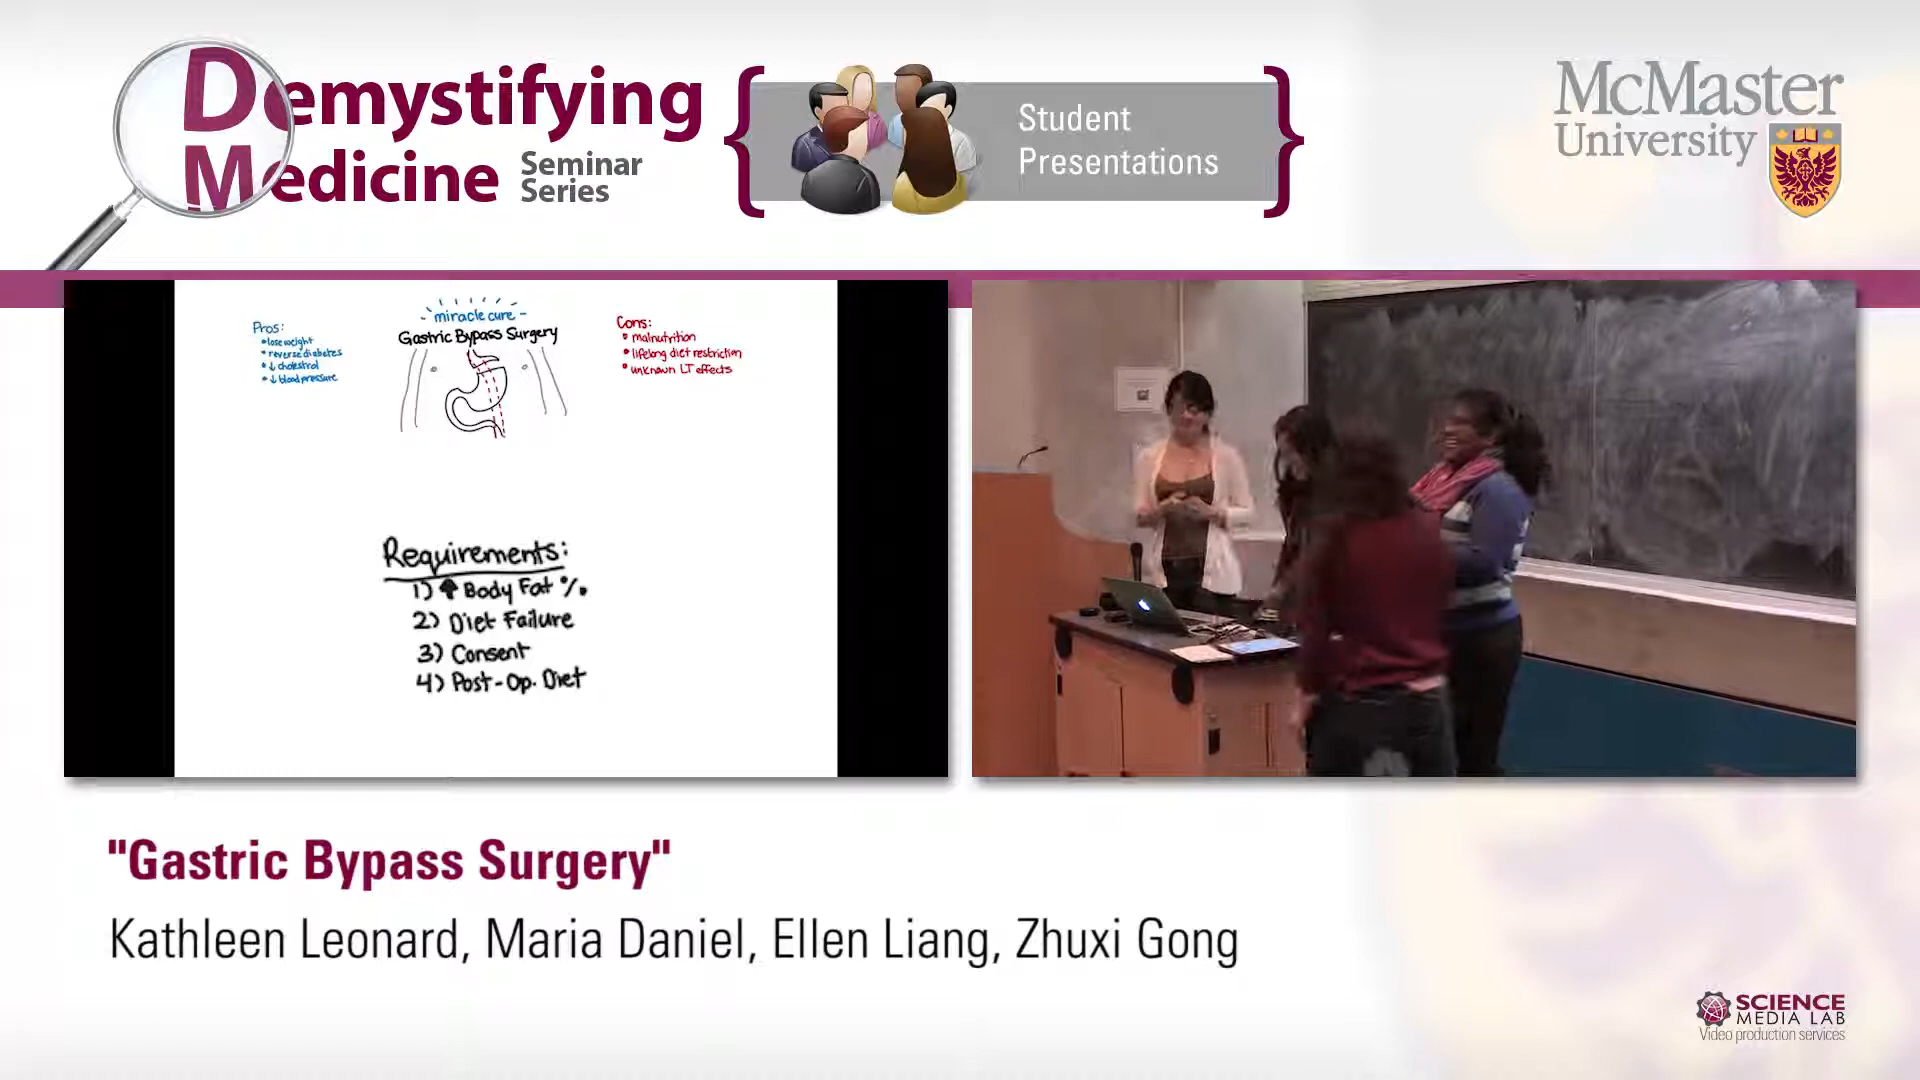 Demystifying
Medicine Seminar
Series
Student
Presentations
McMaster
University
miracle cure
Gastric Bypass Surgery
Pros:
lose weight
reverse diabetes
↓ cholestrol
↓ blood pressure
Cons:
malnutrition
lifelong diet restriction
unknown LT effects
Requirements:
1) ↑ Body Fat %
2) Diet Failure
3) Consent
4) Post-Op. Diet
"Gastric Bypass Surgery"
Kathleen Leonard, Maria Daniel, Ellen Liang, Zhuxi Gong
SCIENCE
MEDIA LAB
Video production services